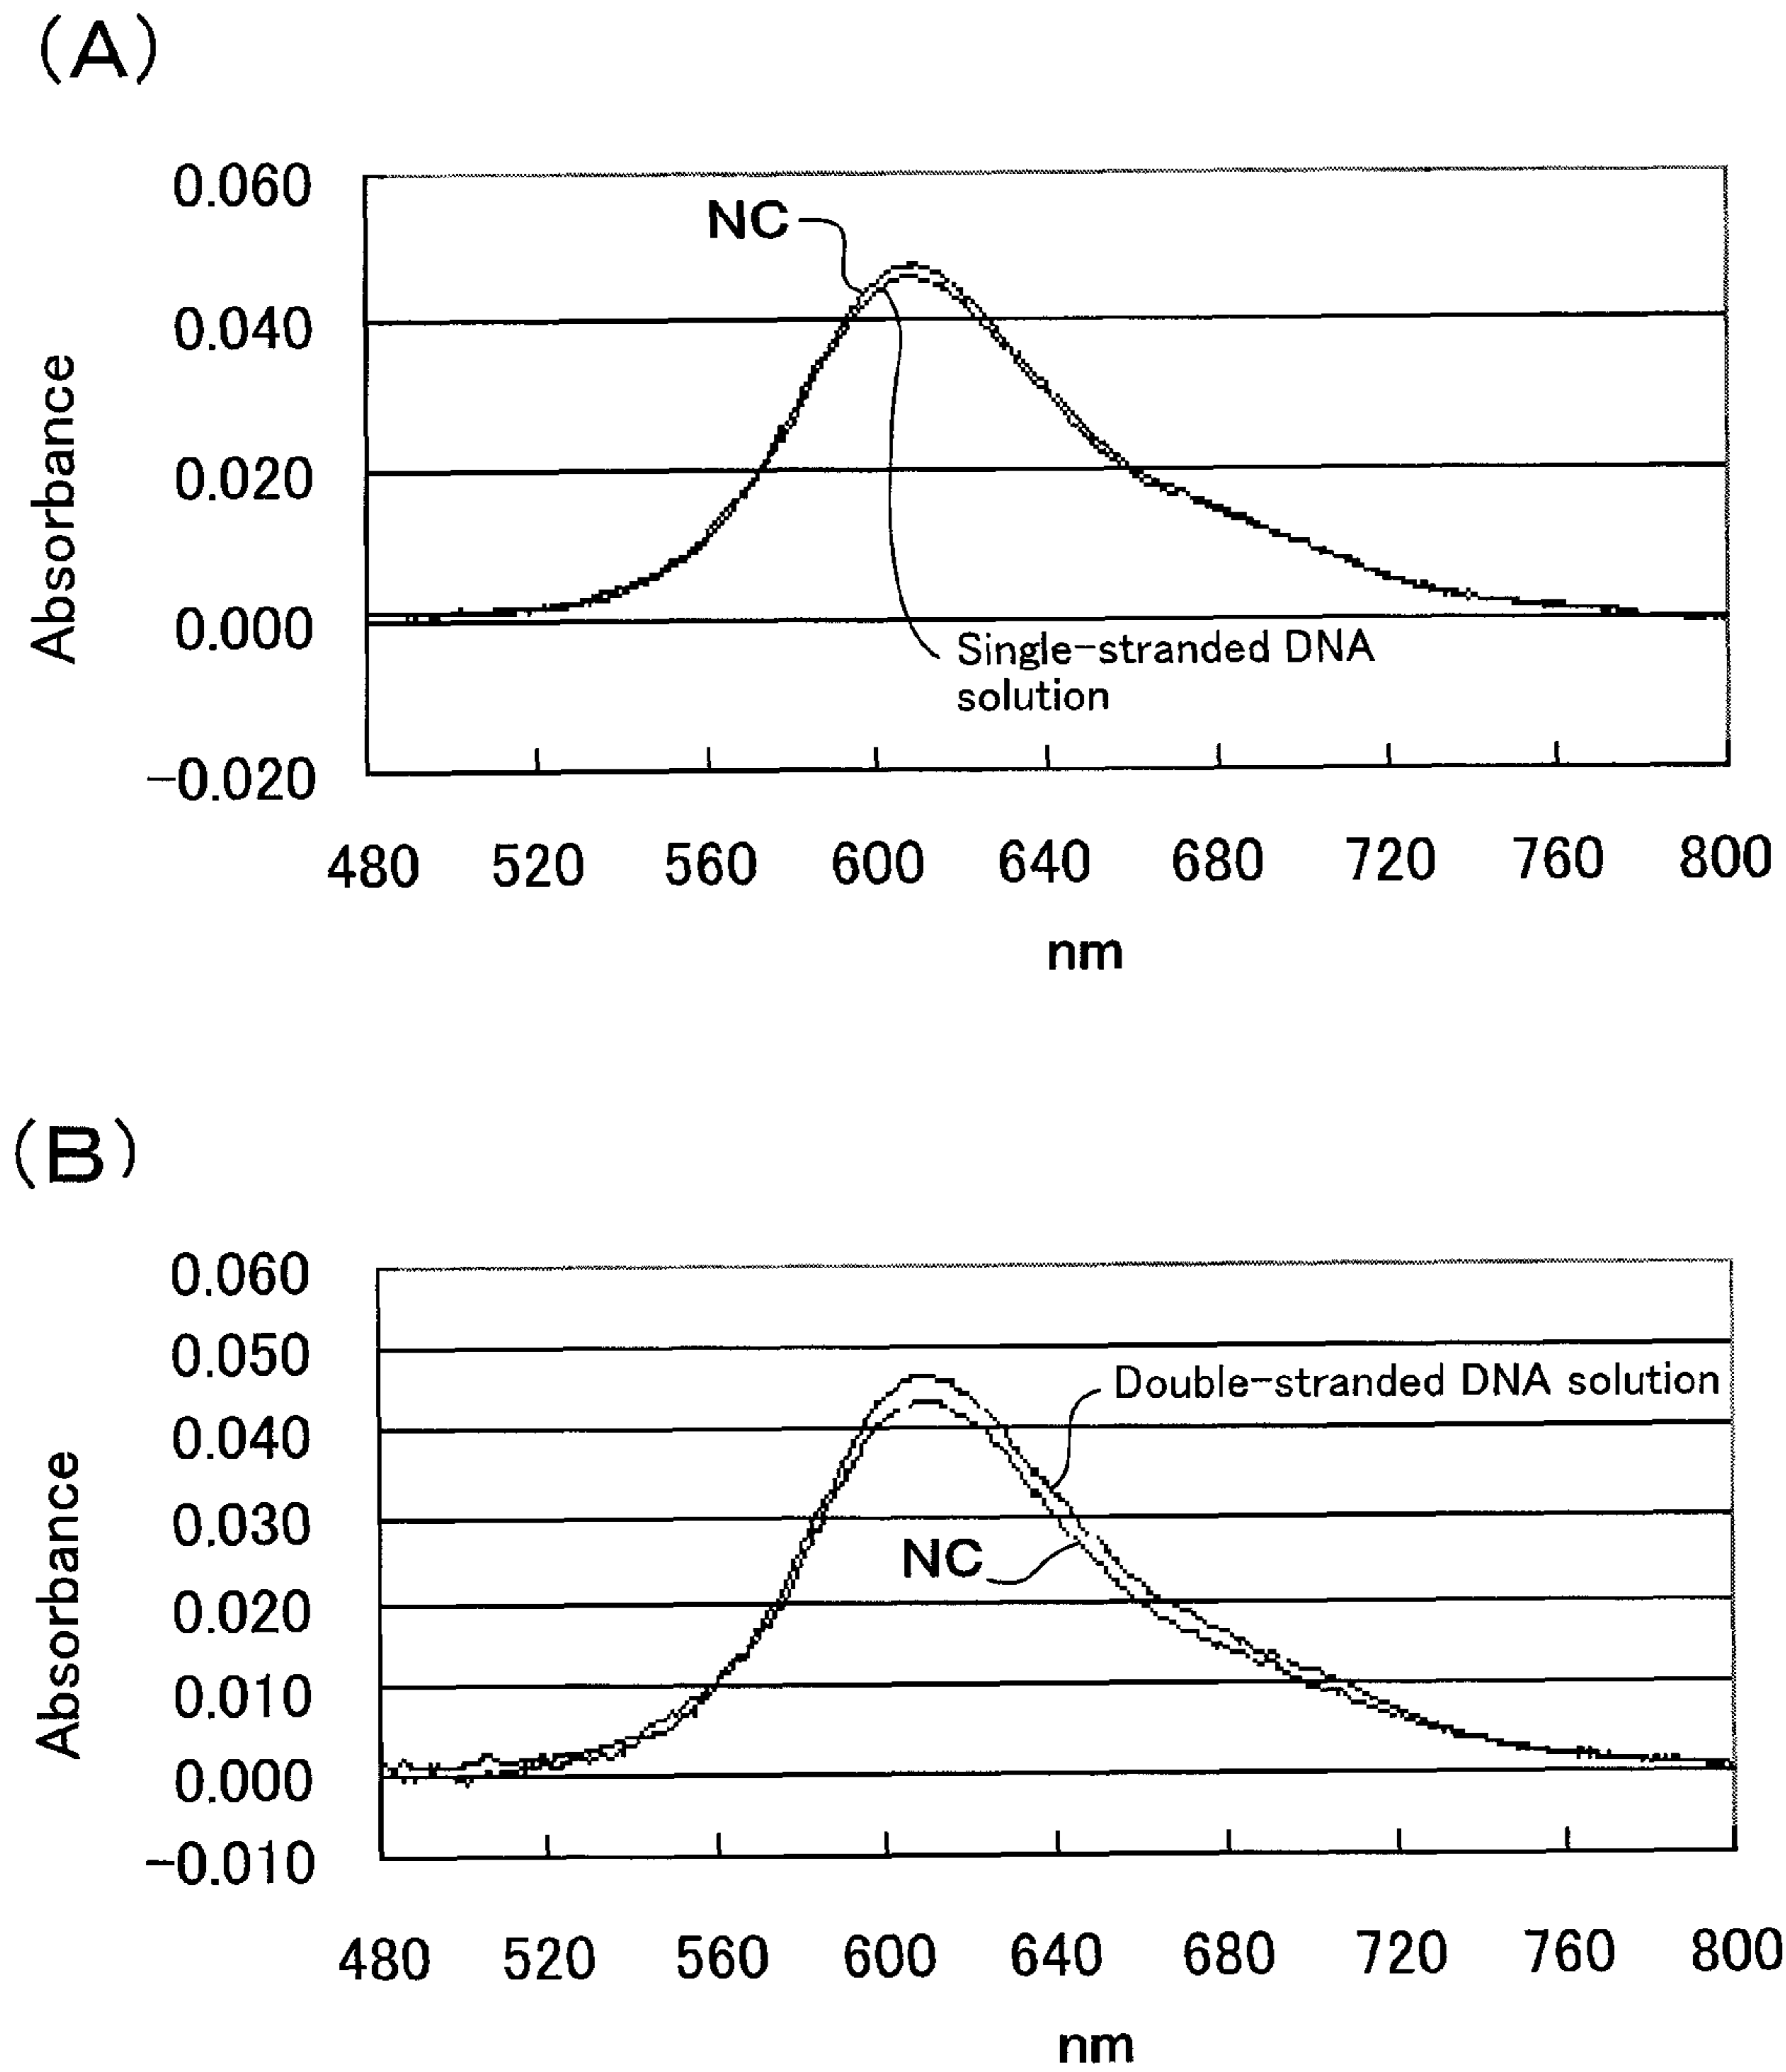 (A)
0.060
NC
0.040
0.020
0.000
Single-stranded DNA
solution
-0.020
Absorbance
480 520 560 600 640 680 720 760 800
nm
(B)
0.060
0.050
Double-stranded DNA solution
0.040
0.030
NC
0.020
0.010
0.000
-0.010
Absorbance
480 520 560 600 640 680 720 760 800
nm